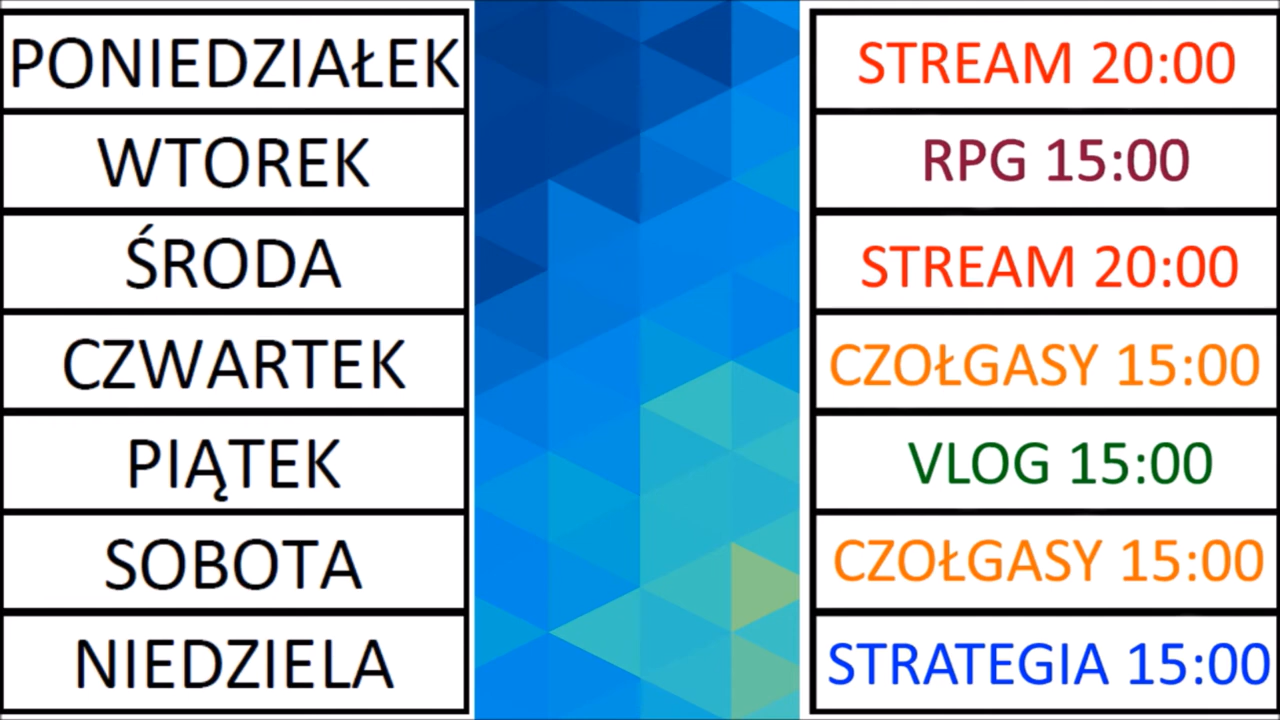 PONIEDZIAŁEK STREAM 20:00
WTOREK RPG 15:00
ŚRODA STREAM 20:00
CZWARTEK CZOŁGASY 15:00
PIĄTEK VLOG 15:00
SOBOTA CZOŁGASY 15:00
NIEDZIELA STRATEGIA 15:00